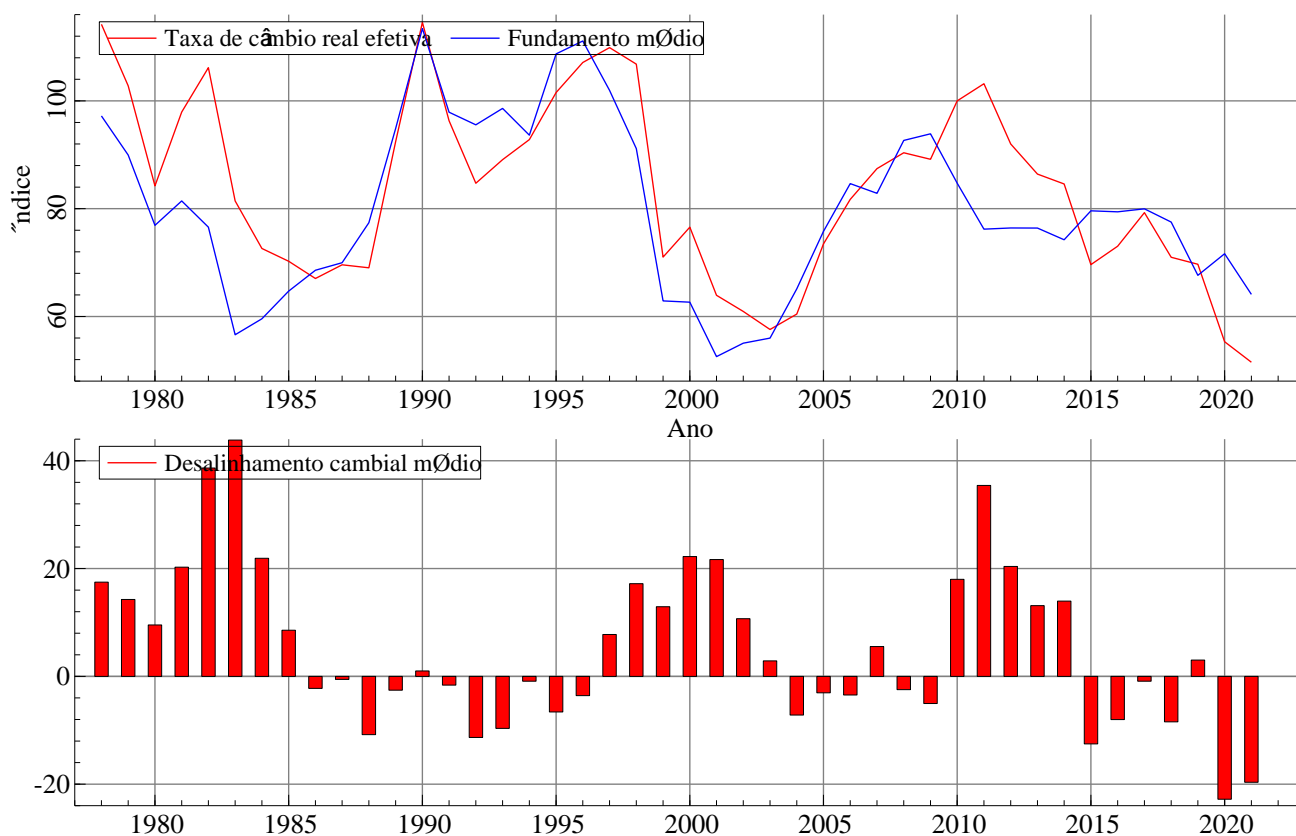 Taxa de câmbio real efetiva Fundamento mØdio
100
80
60
˝ndice
1980 1985 1990 1995 2000 2005 2010 2015 2020
Ano
Desalinhamento cambial mØdio
40
20
0
-20
1980 1985 1990 1995 2000 2005 2010 2015 2020